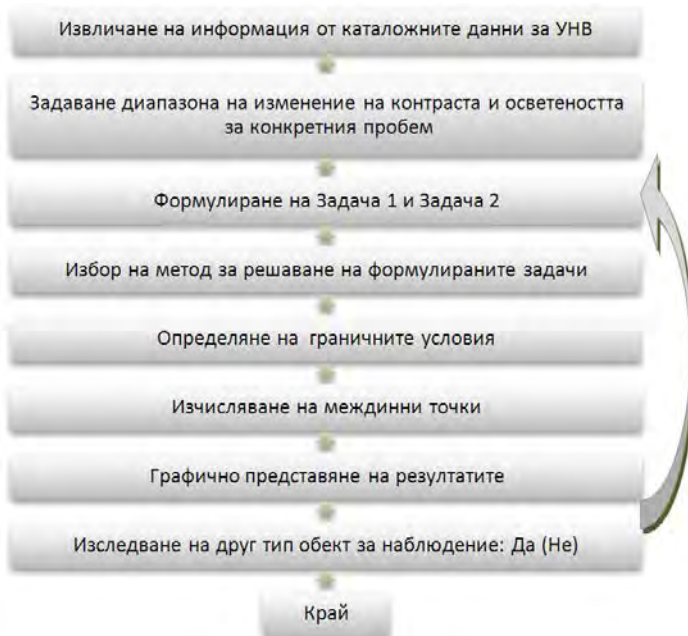 Извличане на информация от каталожните данни за УНВ
Задаване диапазона на изменение на контраста и осветеността
за конкретния пробем
Формулиране на Задача 1 и Задача 2
Избор на метод за решаване на формулираните задачи
Определяне на граничните условия
Изчисляване на междинни точки
Графично представяне на резултатите
Изследване на друг тип обект за наблюдение: Да (Не)
Край